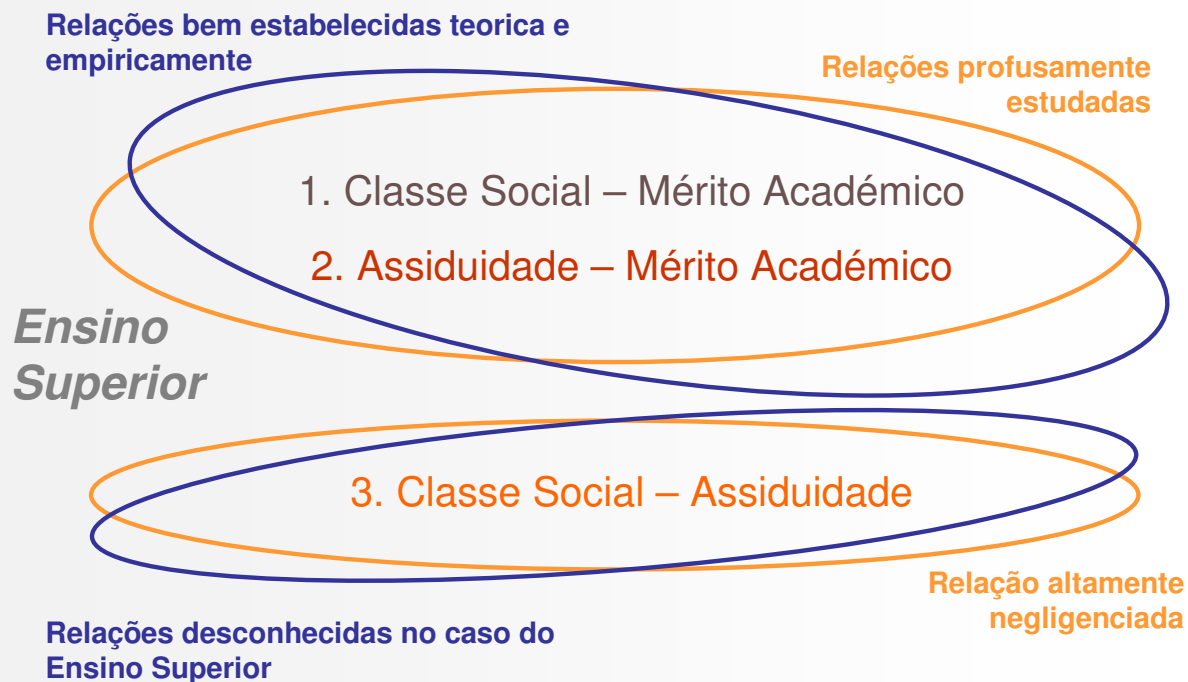 Relações bem estabelecidas teorica e
empiricamente
Relações profusamente
estudadas
1. Classe Social – Mérito Académico
2. Assiduidade – Mérito Académico
Ensino
Superior
3. Classe Social – Assiduidade
Relação altamente
negligenciada
Relações desconhecidas no caso do
Ensino Superior